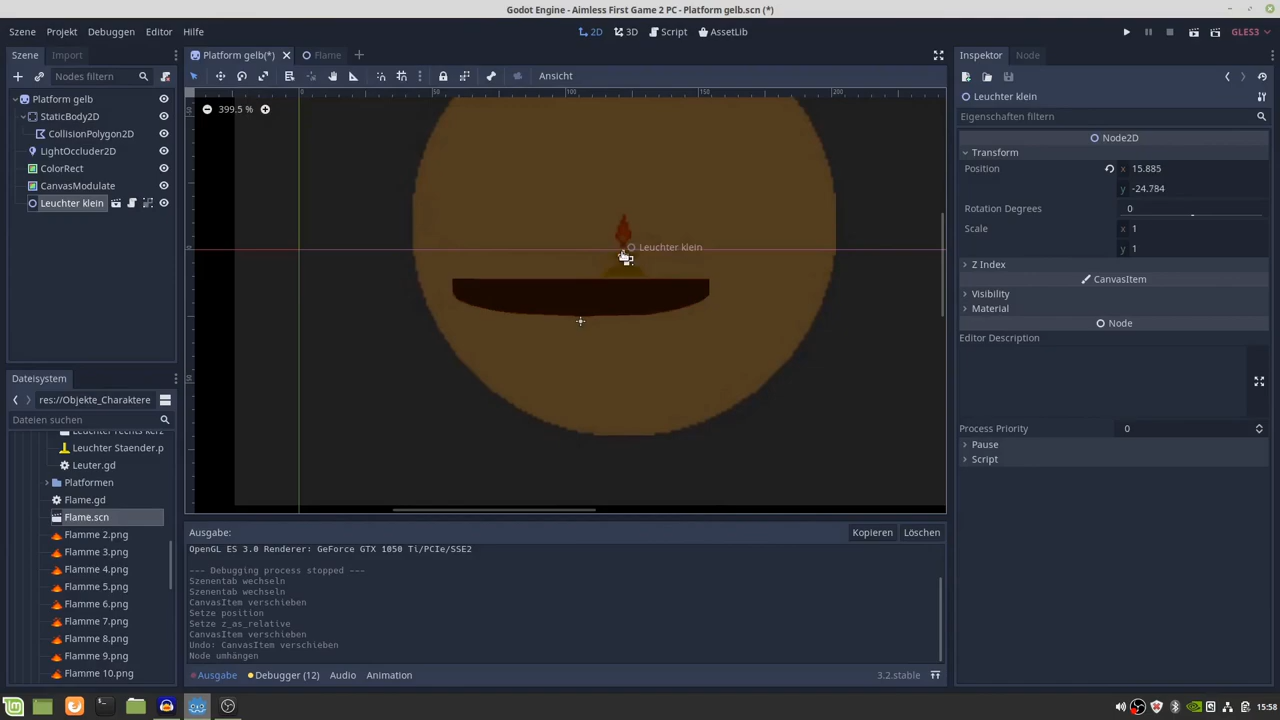 Godot Engine - Aimless First Game 2 PC - Platform gelb.scn (*)
Szene Projekt Debuggen Editor Hilfe
2D 3D Script AssetLib
GLES3
Szene Import
Platform gelb(*) Flame
Inspektor Node
Nodes filtern
Ansicht
Leuchter klein
Eigenschaften filtern
Platform gelb
StaticBody2D
CollisionPolygon2D
LightOccluder2D
ColorRect
CanvasModulate
Leuchter klein
0 50 100 150 200
399.5 %
Leuchter klein
Node2D
Transform
Position x 15.885
y -24.784
Rotation Degrees 0
Scale x 1
y 1
Z Index
CanvasItem
Visibility
Material
Node
Editor Description
Process Priority 0
Pause
Script
Dateisystem
res://Objekte_Charaktere
Dateien suchen
Leuchter rechts kerz
Leuchter Staender.p
Leuter.gd
Platformen
Flame.gd
Flame.scn
Flamme 2.png
Flamme 3.png
Flamme 4.png
Flamme 5.png
Flamme 6.png
Flamme 7.png
Flamme 8.png
Flamme 9.png
Flamme 10.png
Ausgabe:
Kopieren Löschen
OpenGL ES 3.0 Renderer: GeForce GTX 1050 Ti/PCIe/SSE2
--- Debugging process stopped ---
Szenentab wechseln
Szenentab wechseln
CanvasItem verschieben
Setze position
Setze z_as_relative
CanvasItem verschieben
Undo: CanvasItem verschieben
Node umhängen
Ausgabe Debugger (12) Audio Animation
3.2.stable
15:58